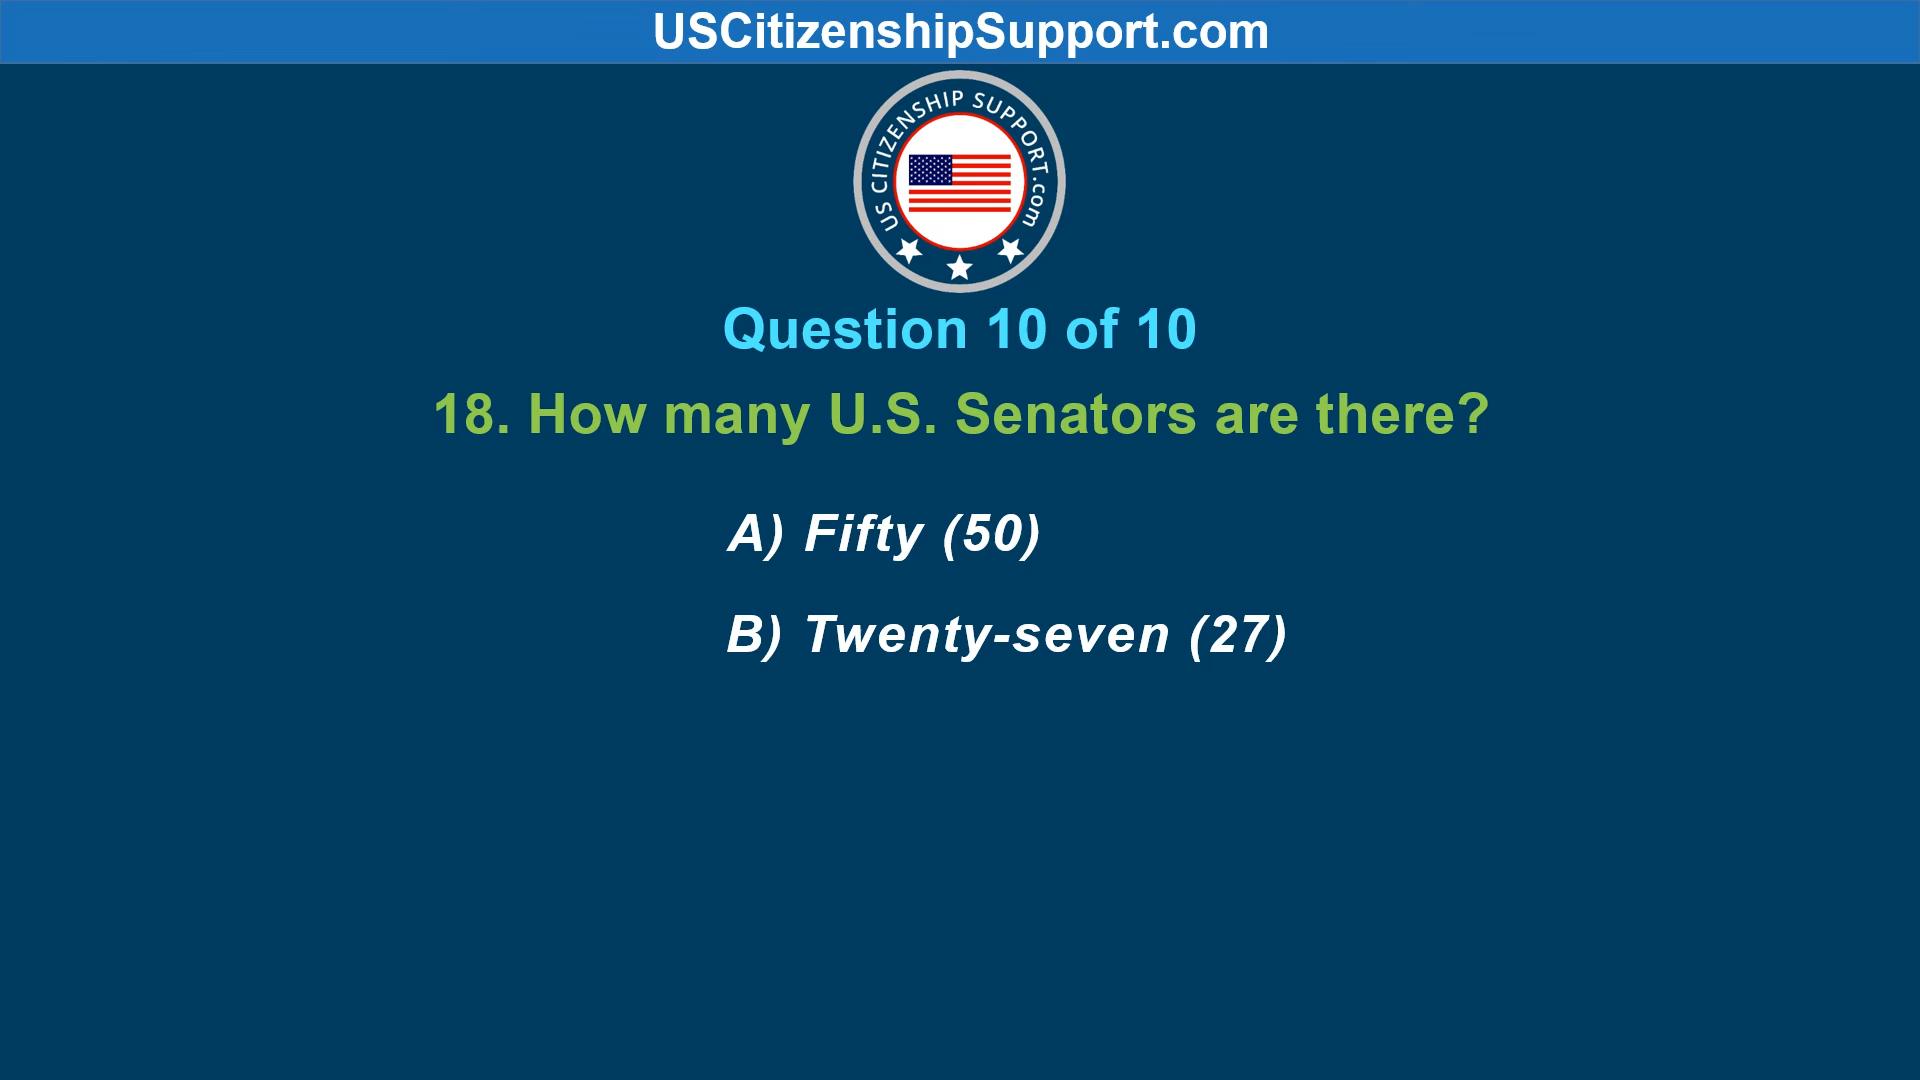 USCitizenshipSupport.com
US CITIZENSHIP SUPPORT.com
Question 10 of 10
18. How many U.S. Senators are there?
A) Fifty (50)
B) Twenty-seven (27)